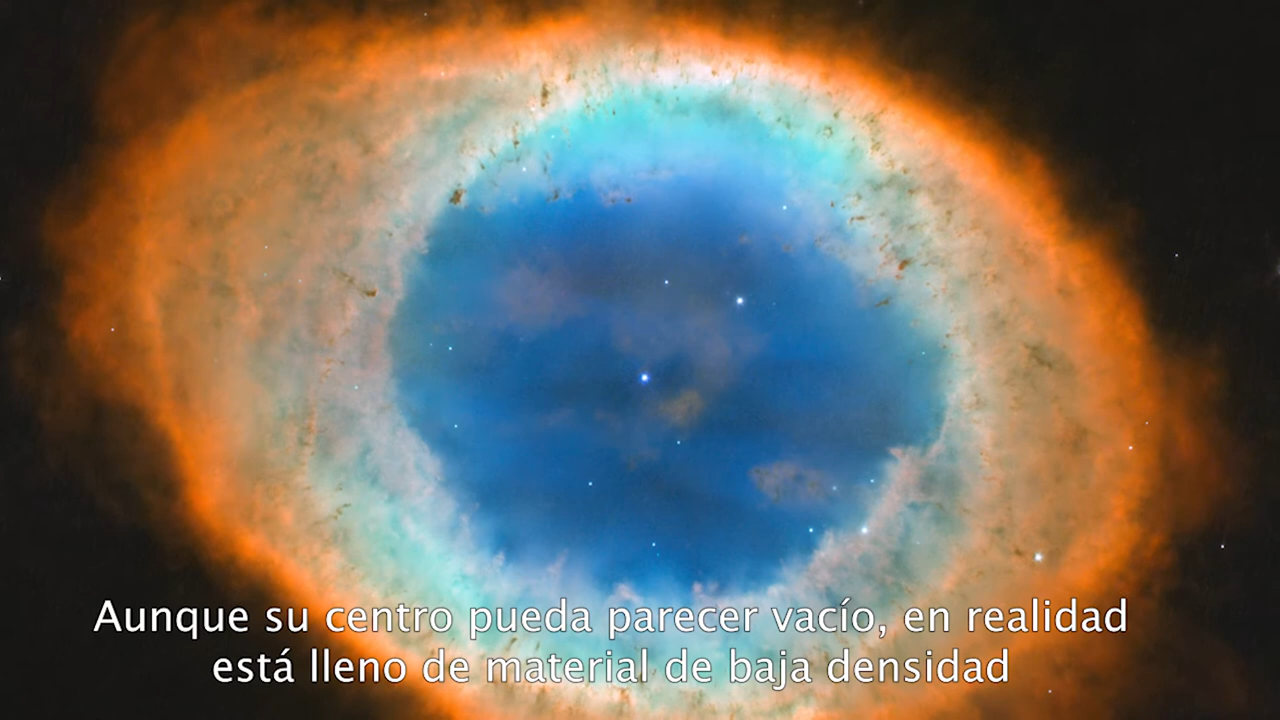 Aunque su centro pueda parecer vacío, en realidad
está lleno de material de baja densidad